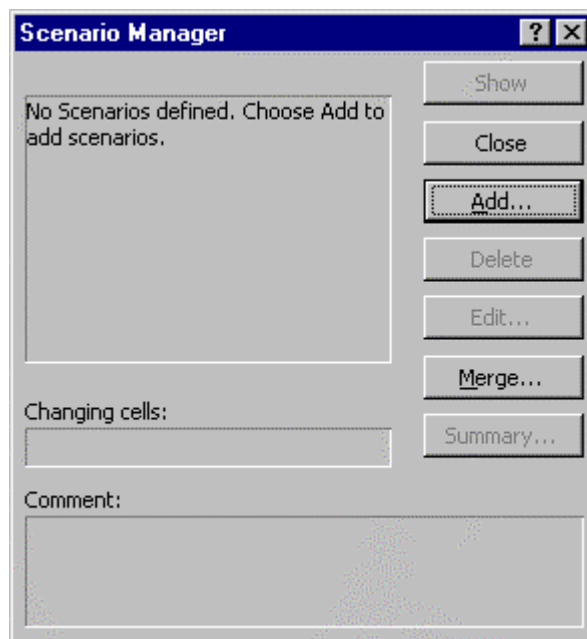 Scenario Manager
Show
No Scenarios defined. Choose Add to
add scenarios.
Close
Add...
Delete
Edit...
Merge...
Changing cells:
Summary...
Comment: